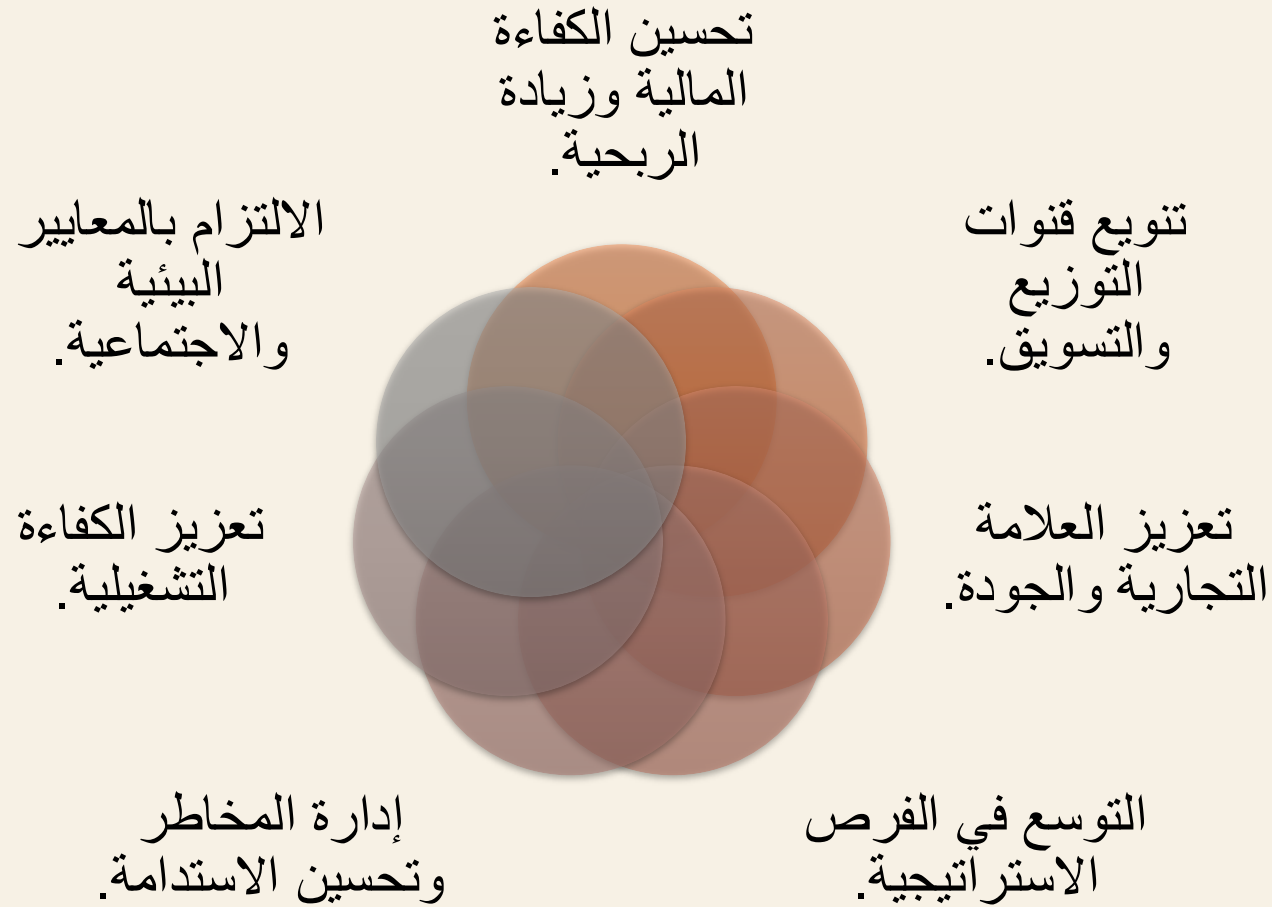 تحسين الكفاءة
المالية وزيادة
الربحية.
تنويع قنوات
التوزيع
والتسويق.
تعزيز العلامة
التجارية والجودة.
التوسع في الفرص
الاستراتيجية.
إدارة المخاطر
وتحسين الاستدامة.
تعزيز الكفاءة
التشغيلية.
الالتزام بالمعايير
البيئية
والاجتماعية.